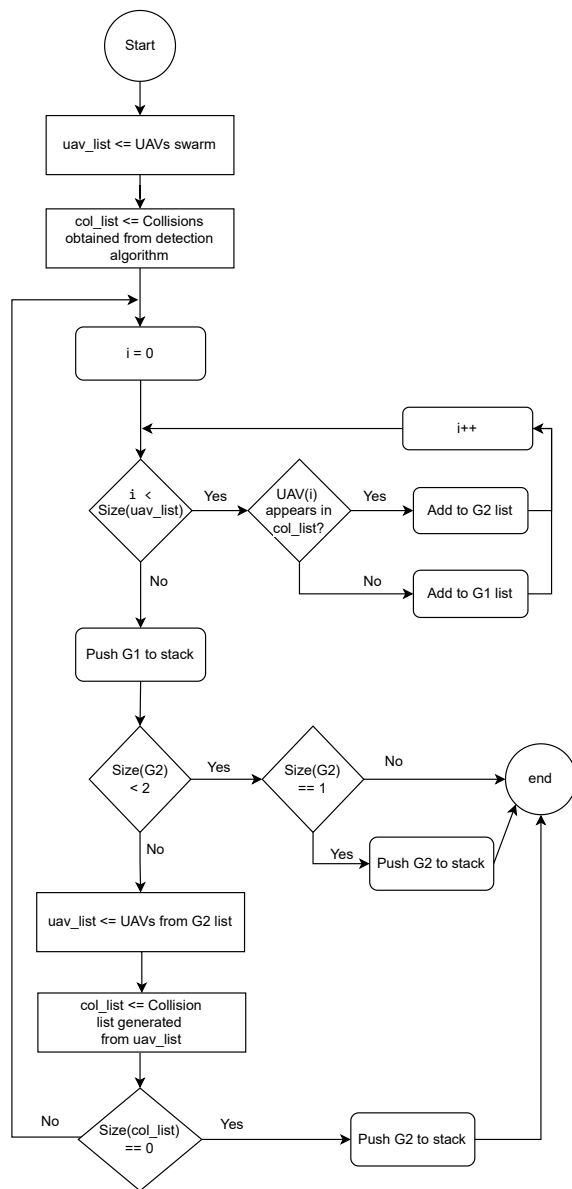 Start
uav_list <= UAVs swarm
col_list <= Collisions
obtained from detection
algorithm
i = 0
i++
i <
Size(uav_list)
Yes
UAV(i)
appears in
col_list?
Yes
Add to G2 list
No
No
Add to G1 list
Push G1 to stack
Size(G2)
< 2
Yes
Size(G2)
== 1
No
end
No
Yes
Push G2 to stack
uav_list <= UAVs from G2 list
col_list <= Collision
list generated
from uav_list
No
Size(col_list)
== 0
Yes
Push G2 to stack